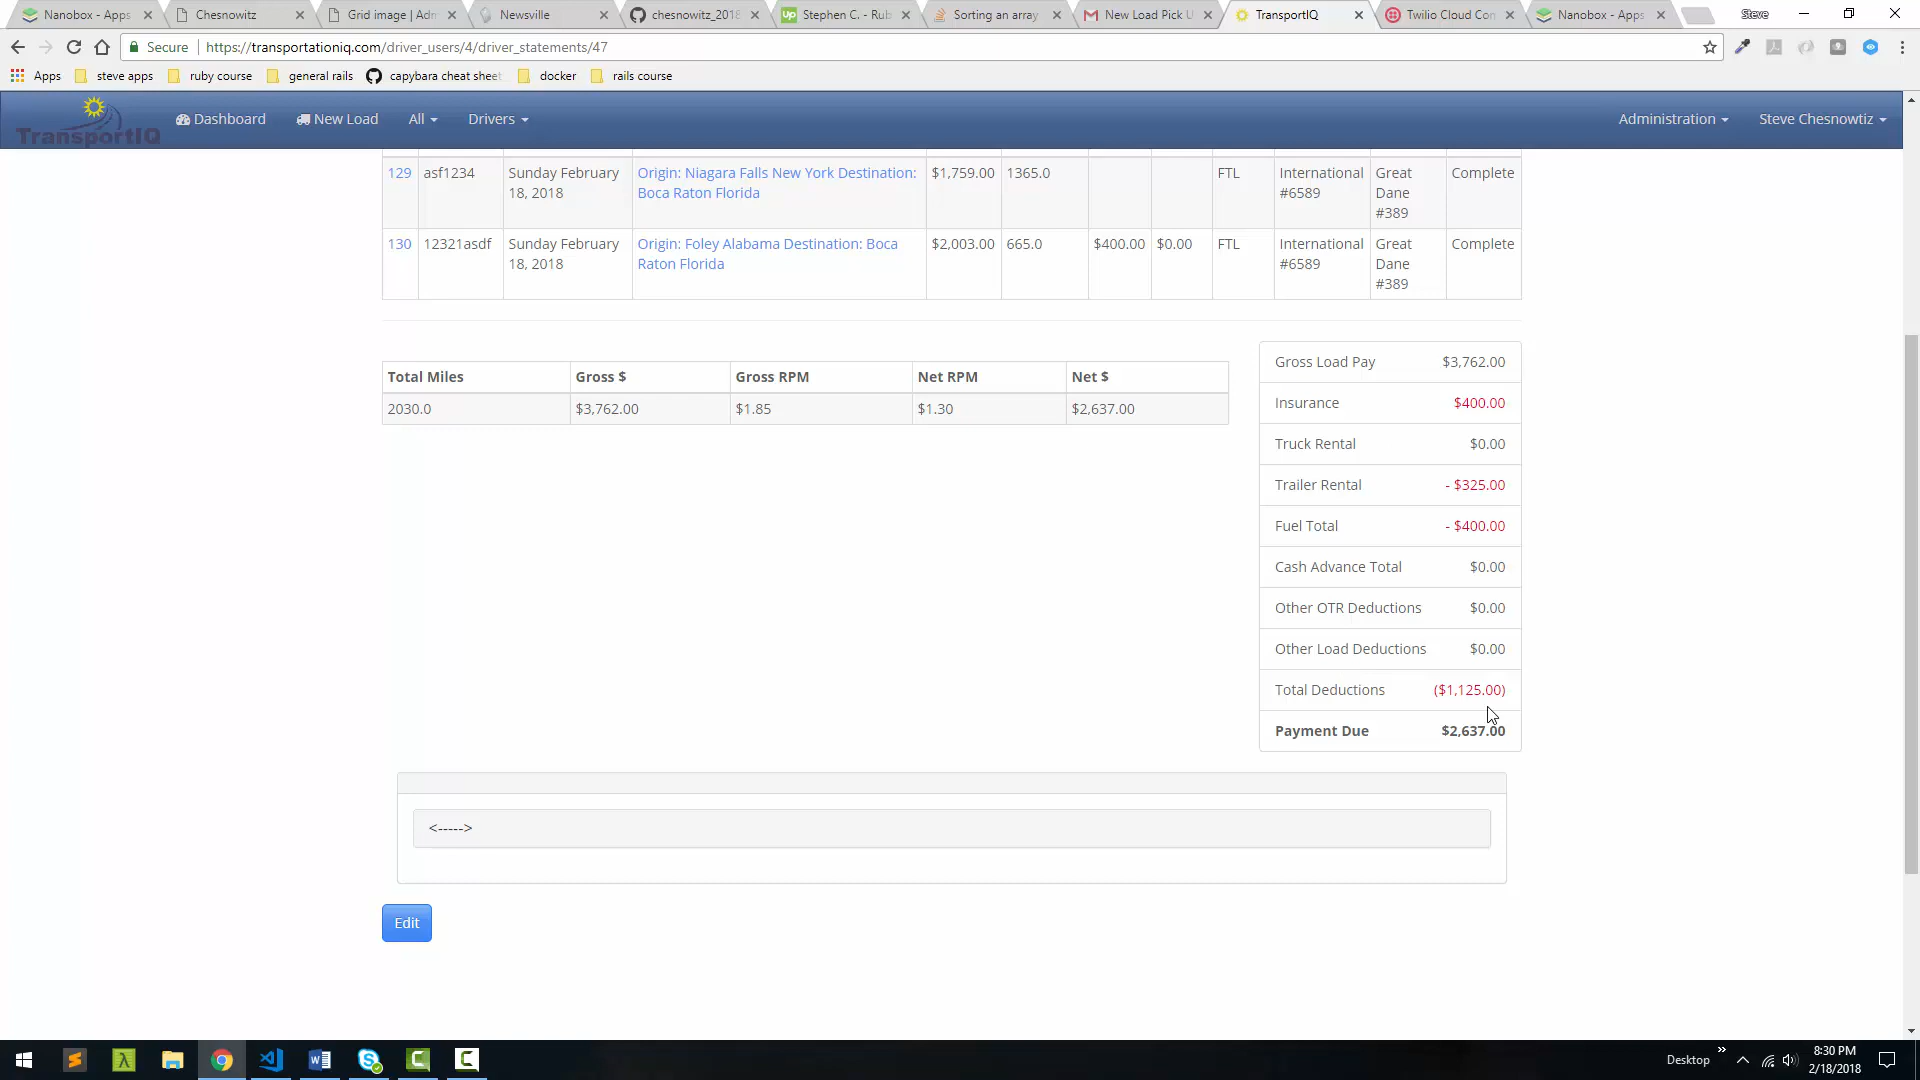 Nanobox - Apps
Chesnowitz
Grid image | Adm
Newsville
chesnowitz_2018
Up Stephen C. - Rub
Sorting an array
New Load Pick U
TransportIQ
Twilio Cloud Con
Nanobox - Apps
Steve
Secure https://transportationiq.com/driver_users/4/driver_statements/47
Apps steve apps ruby course general rails capybara cheat sheet docker rails course
TransportIQ Dashboard New Load All Drivers Administration Steve Chesnowtiz
129 asf1234 Sunday February 18, 2018 Origin: Niagara Falls New York Destination: Boca Raton Florida $1,759.00 1365.0 FTL International #6589 Great Dane #389 Complete
130 12321asdf Sunday February 18, 2018 Origin: Foley Alabama Destination: Boca Raton Florida $2,003.00 665.0 $400.00 $0.00 FTL International #6589 Great Dane #389 Complete
Total Miles Gross $ Gross RPM Net RPM Net $
2030.0 $3,762.00 $1.85 $1.30 $2,637.00
Gross Load Pay $3,762.00
Insurance $400.00
Truck Rental $0.00
Trailer Rental - $325.00
Fuel Total - $400.00
Cash Advance Total $0.00
Other OTR Deductions $0.00
Other Load Deductions $0.00
Total Deductions ($1,125.00)
Payment Due $2,637.00
<----->
Edit
Desktop
8:30 PM
2/18/2018